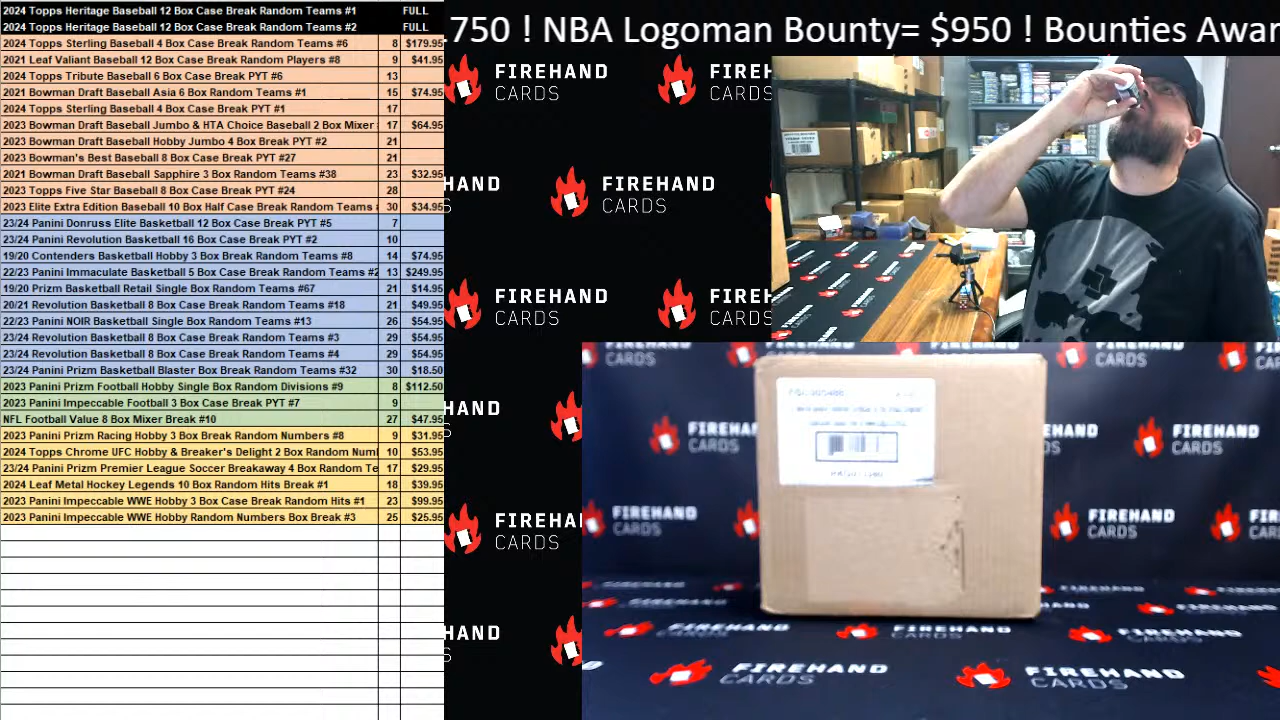 2024 Topps Heritage Baseball 12 Box Case Break Random Teams #1 FULL
2024 Topps Heritage Baseball 12 Box Case Break Random Teams #2 FULL
2024 Topps Sterling Baseball 4 Box Case Break Random Teams #6 8 $179.95
2021 Leaf Valiant Baseball 12 Box Case Break Random Players #8 9 $41.95
2024 Topps Tribute Baseball 6 Box Case Break PYT #6 13
2021 Bowman Draft Baseball Asia 6 Box Random Teams #1 15 $74.95
2024 Topps Sterling Baseball 4 Box Case Break PYT #1 17
2023 Bowman Draft Baseball Jumbo & HTA Choice Baseball 2 Box Mixer 17 $64.95
2023 Bowman Draft Baseball Hobby Jumbo 4 Box Break PYT #2 21
2023 Bowman's Best Baseball 8 Box Case Break PYT #27 21
2021 Bowman Draft Baseball Sapphire 3 Box Random Teams #38 23 $32.95
2023 Topps Five Star Baseball 8 Box Case Break PYT #24 28
2023 Elite Extra Edition Baseball 10 Box Half Case Break Random Teams 30 $34.95
23/24 Panini Donruss Elite Basketball 12 Box Case Break PYT #5 7
23/24 Panini Revolution Basketball 16 Box Case Break PYT #2 10
19/20 Contenders Basketball Hobby 3 Box Break Random Teams #8 14 $74.95
22/23 Panini Immaculate Basketball 5 Box Case Break Random Teams #2 13 $249.95
19/20 Prizm Basketball Retail Single Box Random Teams #67 21 $14.95
20/21 Revolution Basketball 8 Box Case Break Random Teams #18 21 $49.95
22/23 Panini NOIR Basketball Single Box Random Teams #13 26 $54.95
23/24 Revolution Basketball 8 Box Case Break Random Teams #3 29 $54.95
23/24 Revolution Basketball 8 Box Case Break Random Teams #4 29 $54.95
23/24 Panini Prizm Basketball Blaster Box Break Random Teams #32 30 $18.50
2023 Panini Prizm Football Hobby Single Box Random Divisions #9 8 $112.50
2023 Panini Impeccable Football 3 Box Case Break PYT #7 9
NFL Football Value 8 Box Mixer Break #10 27 $47.95
2023 Panini Prizm Racing Hobby 3 Box Break Random Numbers #8 9 $31.95
2024 Topps Chrome UFC Hobby & Breaker's Delight 2 Box Random Numl 10 $53.95
23/24 Panini Prizm Premier League Soccer Breakaway 4 Box Random Te 17 $29.95
2024 Leaf Metal Hockey Legends 10 Box Random Hits Break #1 18 $39.95
2023 Panini Impeccable WWE Hobby 3 Box Case Break Random Hits #1 23 $99.95
2023 Panini Impeccable WWE Hobby Random Numbers Box Break #3 25 $25.95
.750 ! NBA Logoman Bounty= $950 ! Bounties Awar
FIREHAND CARDS
FIREHAND CARDS
FIREHAND CARDS
FIREHAND CARDS
FIREHAND CARDS
FIREHAND CARDS
FIREHAND CARDS
FIREHAND CARDS